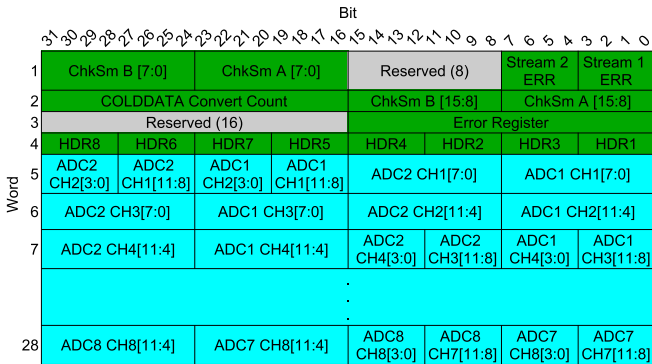 Bit
31 30 29 28 27 26 25 24 23 22 21 20 19 18 17 16 15 14 13 12 11 10 9 8 7 6 5 4 3 2 1 0
Word
1 ChkSm B [7:0] ChkSm A [7:0] Reserved (8) Stream 2 Stream 1
ERR ERR
2 COLDDATA Convert Count ChkSm B [15:8] ChkSm A [15:8]
3 Reserved (16) Error Register
4 HDR8 HDR6 HDR7 HDR5 HDR4 HDR2 HDR3 HDR1
5 ADC2 ADC2 ADC1 ADC1 ADC2 CH1[7:0] ADC1 CH1[7:0]
CH2[3:0] CH1[11:8] CH2[3:0] CH1[11:8]
6 ADC2 CH3[7:0] ADC1 CH3[7:0] ADC2 CH2[11:4] ADC1 CH2[11:4]
7 ADC2 CH4[11:4] ADC1 CH4[11:4] ADC2 ADC2 ADC1 ADC1
CH4[3:0] CH3[11:8] CH4[3:0] CH3[11:8]
.
.
.
28 ADC8 CH8[11:4] ADC7 CH8[11:4] ADC8 ADC8 ADC7 ADC7
CH8[3:0] CH7[11:8] CH8[3:0] CH7[11:8]